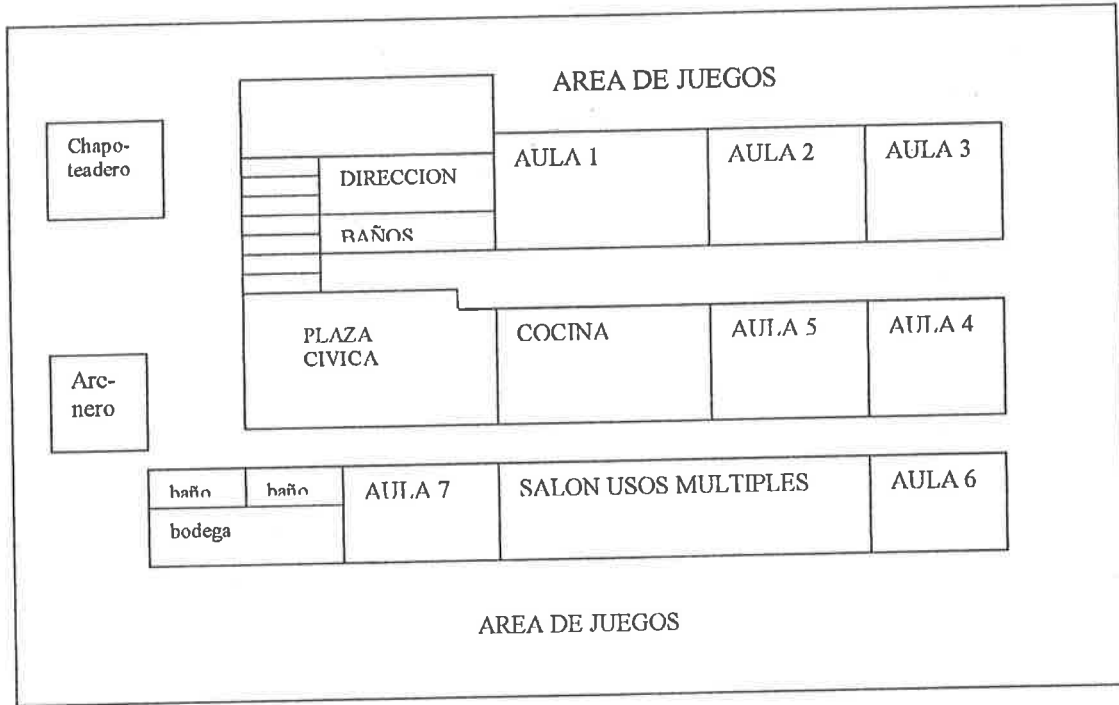 AREA DE JUEGOS
Chapo-
teadero
DIRECCION
BAÑOS
AULA 1
AULA 2
AULA 3
PLAZA
CIVICA
COCINA
AULA 5
AULA 4
Are-
nero
baño
baño
bodega
AULA 7
SALON USOS MULTIPLES
AULA 6
AREA DE JUEGOS